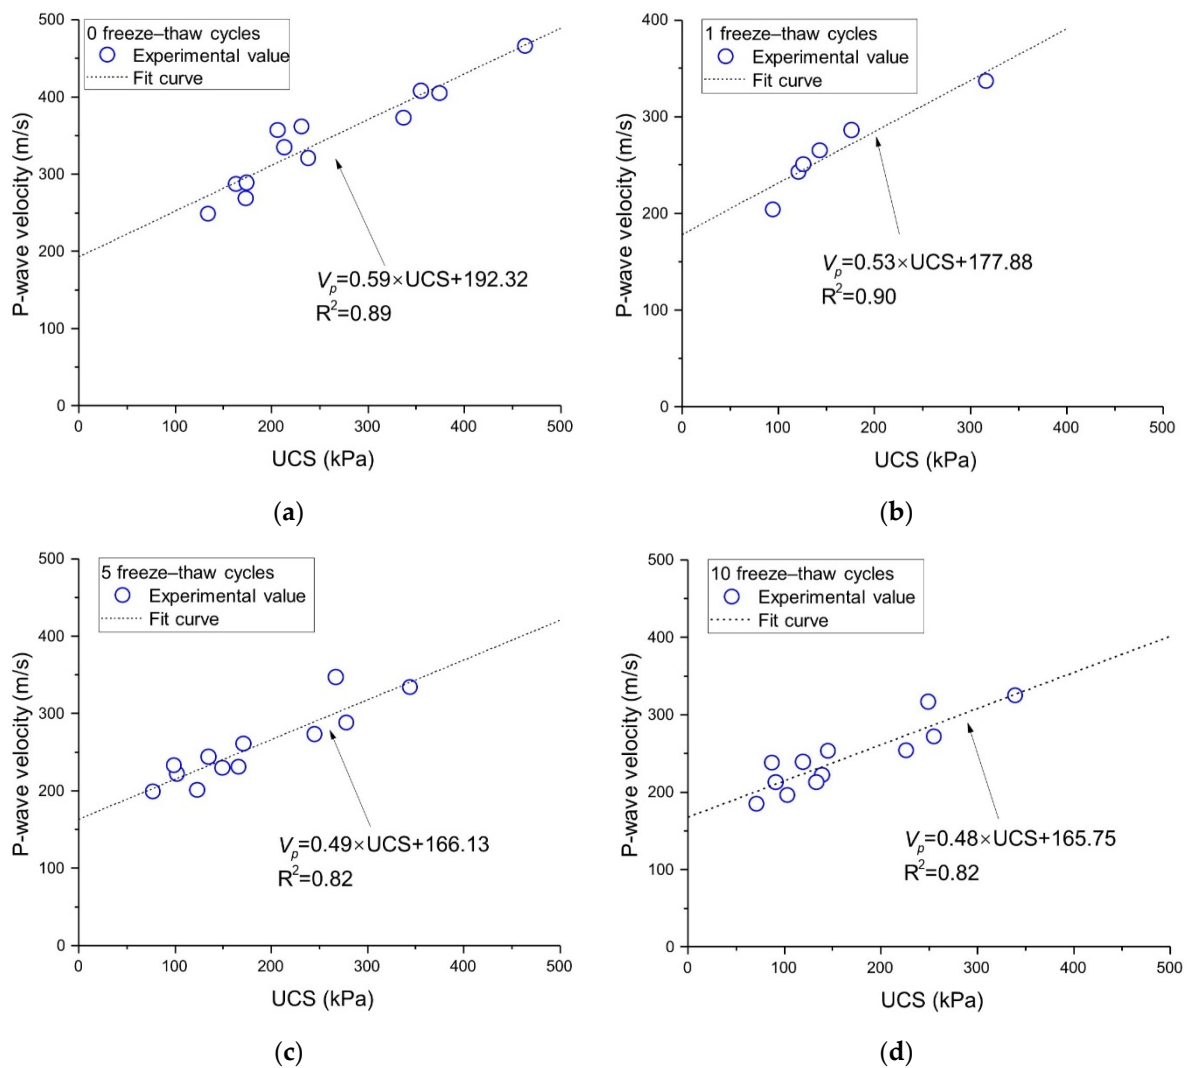 0 freeze–thaw cycles
Experimental value
Fit curve
500
400
300
200
100
0
P-wave velocity (m/s)
Vp=0.59×UCS+192.32
R2=0.89
0 100 200 300 400 500
UCS (kPa)
(a)
1 freeze–thaw cycles
Experimental value
Fit curve
400
300
200
100
0
P-wave velocity (m/s)
Vp=0.53×UCS+177.88
R2=0.90
0 100 200 300 400 500
UCS (kPa)
(b)
5 freeze–thaw cycles
Experimental value
Fit curve
500
400
300
200
100
0
P-wave velocity (m/s)
Vp=0.49×UCS+166.13
R2=0.82
0 100 200 300 400 500
UCS (kPa)
(c)
10 freeze–thaw cycles
Experimental value
Fit curve
500
400
300
200
100
0
P-wave velocity (m/s)
Vp=0.48×UCS+165.75
R2=0.82
0 100 200 300 400 500
UCS (kPa)
(d)